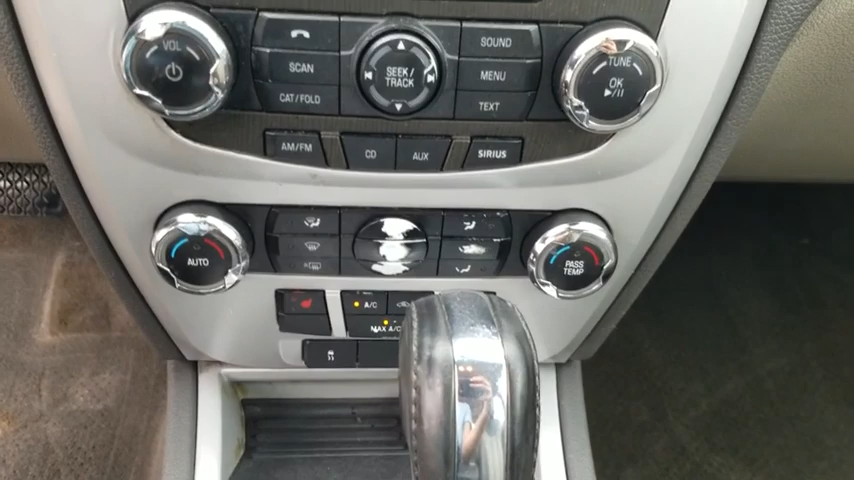 VOL
SCAN
CAT/FOLD
SEEK/
TRACK
SOUND
MENU
TEXT
TUNE
OK
AM/FM
CD
AUX
SIRIUS
AUTO
PASS
TEMP
A/C
MAX A/C